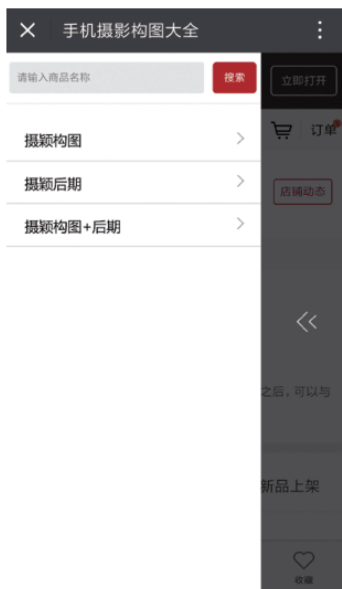 手机摄影构图大全
请输入商品名称
搜索
立即打开
订单
摄颖构图
店铺动态
摄颖后期
摄颖构图+后期
之后，可以与
新品上架
收藏